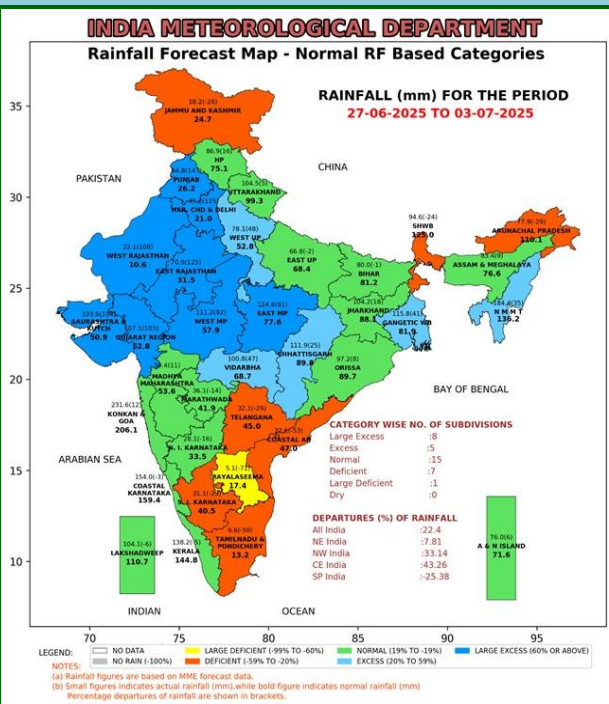 INDIA METEOROLOGICAL DEPARTMENT
Rainfall Forecast Map - Normal RF Based Categories
RAINFALL (mm) FOR THE PERIOD
27-06-2025 TO 03-07-2025
35
30
25
20
15
10
18.2(-26)
JAMMU AND KASHMIR
24.7
86.9(16)
HP
75.1
CHINA
PAKISTAN
PUNJAB
26.2
104.5(5)
UTTARAKHAND
99.3
HAR. CHD & DELHI
21.0
78.1(48)
WEST UP
52.8
94.6(-24)
SHWB
125.0
77.9(-29)
ARUNACHAL PRADESH
110.1
22.1(108)
WEST RAJASTHAN
10.6
70.9(125)
EAST RAJASTHAN
31.5
66.8(-2)
EAST UP
68.4
80.0(-1)
BIHAR
81.2
83.4(9)
ASSAM & MEGHALAYA
76.6
SAURASHTRA &
KUTCH
50.9
107.1(103)
GUJARAT REGION
52.8
111.2(92)
WEST MP
57.9
124.8(61)
EAST MP
77.6
104.2(18)
JHARKHAND
88.1
115.8(41)
GANGETIC WB
184.4(35)
N M M T
136.2
100.8(47)
VIDARBHA
68.7
111.9(25)
CHHATTISGARH
89.8
97.2(8)
ORISSA
89.7
MADHYA
MAHARASHTRA
53.6
36.1(-14)
MARATHWADA
41.9
231.6(12)
KONKAN &
GOA
206.1
32.1(-29)
TELANGANA
45.0
COASTAL AP
47.0
BAY OF BENGAL
ARABIAN SEA
28.1(-16)
N. I. KARNATAKA
33.5
154.0(-3)
COASTAL
KARNATAKA
159.4
5.1(-71)
RAYALASEEMA
17.4
S. I. KARNATAKA
40.5
104.1(-6)
LAKSHADWEEP
110.7
138.2(-5)
KERALA
144.8
6.6(-50)
TAMILNADU &
PONDICHERY
13.2
76.0(6)
A & N ISLAND
71.6
CATEGORY WISE NO. OF SUBDIVISIONS
Large Excess :8
Excess :5
Normal :15
Deficient :7
Large Deficient :1
Dry :0
DEPARTURES (%) OF RAINFALL
All India :22.4
NE India :7.81
NW India :33.14
CE India :43.26
SP India :-25.38
INDIAN OCEAN
70 75 80 85 90 95
LEGEND: NO DATA LARGE DEFICIENT (-99% TO -60%) NORMAL (19% TO -19%) LARGE EXCESS (60% OR ABOVE)
NO RAIN (-100%) DEFICIENT (-59% TO -20%) EXCESS (20% TO 59%)
NOTES:
(a) Rainfall figures are based on MME forecast data.
(b) Small figures indicates actual rainfall (mm),while bold figure indicates normal rainfall (mm)
Percentage departures of rainfall are shown in brackets.